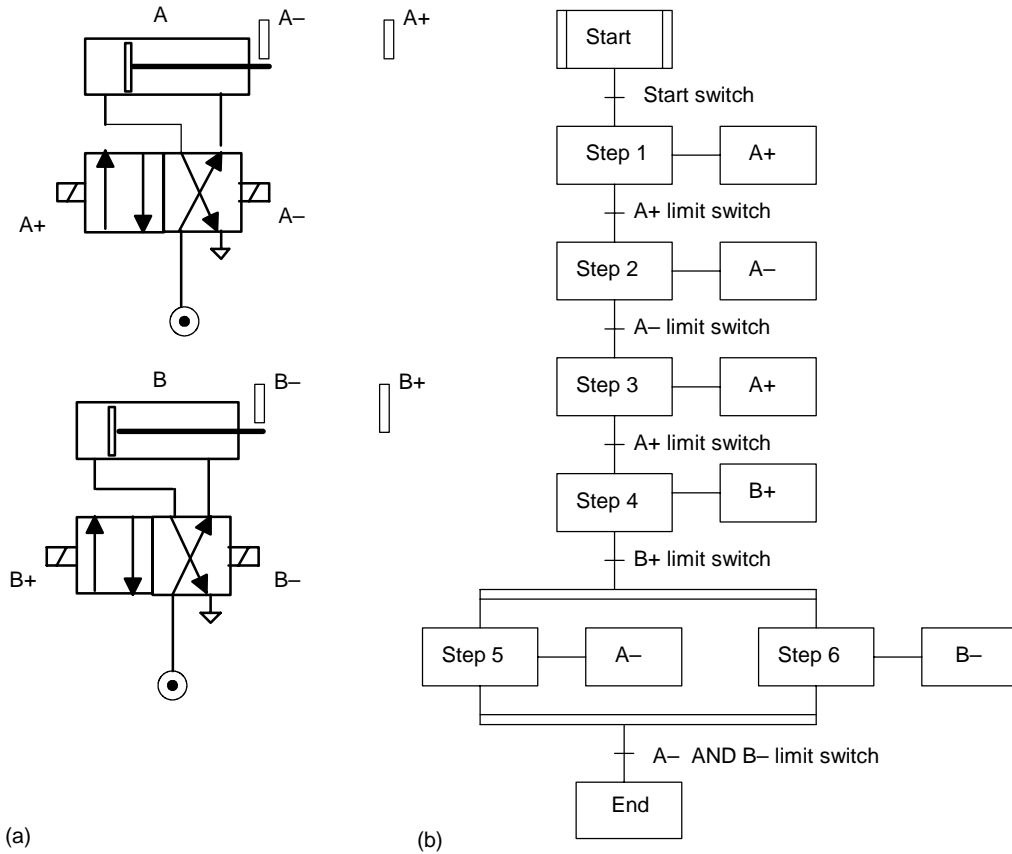 A
A–
A+
A+
A–
B
B–
B+
B+
B–
(a)
Start
Start switch
Step 1
A+
A+ limit switch
Step 2
A–
A– limit switch
Step 3
A+
A+ limit switch
Step 4
B+
B+ limit switch
Step 5
A–
Step 6
B–
A– AND B– limit switch
End
(b)